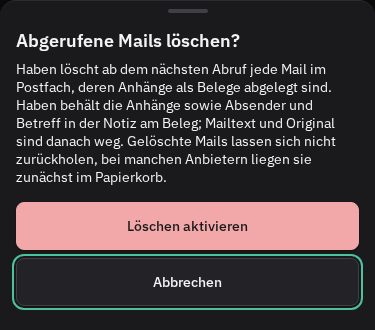 Abgerufene Mails löschen?
Haben löscht ab dem nächsten Abruf jede Mail im
Postfach, deren Anhänge als Belege abgelegt sind.
Haben behält die Anhänge sowie Absender und
Betreff in der Notiz am Beleg; Mailtext und Original
sind danach weg. Gelöschte Mails lassen sich nicht
zurückholen, bei manchen Anbietern liegen sie
zunächst im Papierkorb.
Löschen aktivieren
Abbrechen